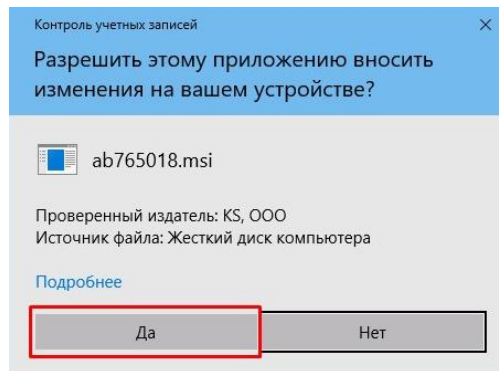 Контроль учетных записей
Разрешить этому приложению вносить
изменения на вашем устройстве?
ab765018.msi
Проверенный издатель: KS, ООО
Источник файла: Жесткий диск компьютера
Подробнее
Да
Нет